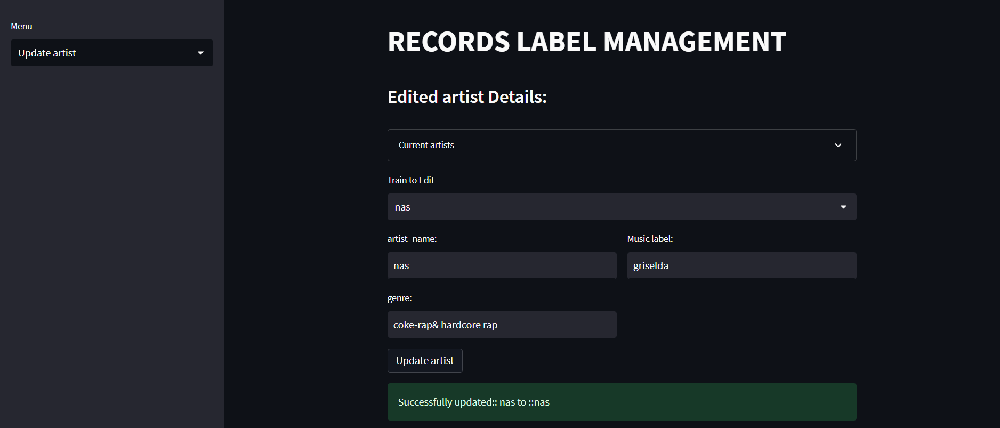 Menu
Update artist
RECORDS LABEL MANAGEMENT
Edited artist Details:
Current artists
Train to Edit
nas
artist_name:
Music label:
nas
griselda
genre:
coke-rap& hardcore rap
Update artist
Successfully updated:: nas to ::nas